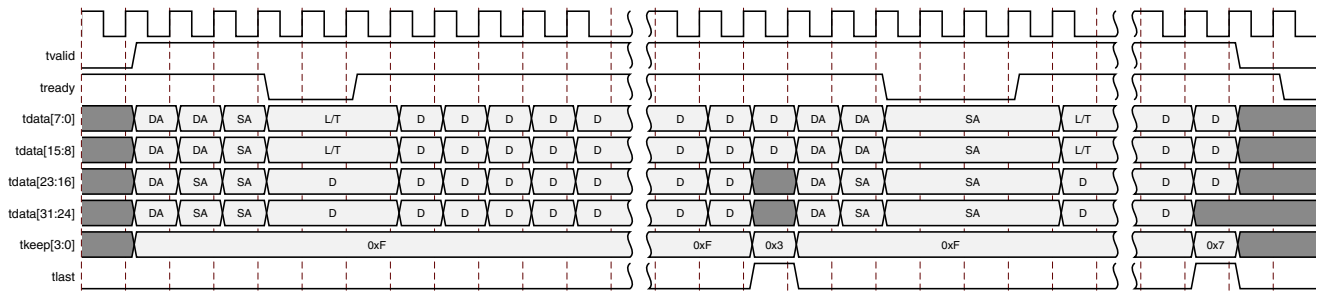 tvalid
tready
tdata[7:0] DA DA SA L/T D D D D D D D D DA DA SA L/T D D
tdata[15:8] DA DA SA L/T D D D D D D D D DA DA SA L/T D D
tdata[23:16] DA SA SA D D D D D D D D DA SA SA D D D
tdata[31:24] DA SA SA D D D D D D D D DA SA SA D D
tkeep[3:0] 0xF 0xF 0x3 0xF 0x7
tlast